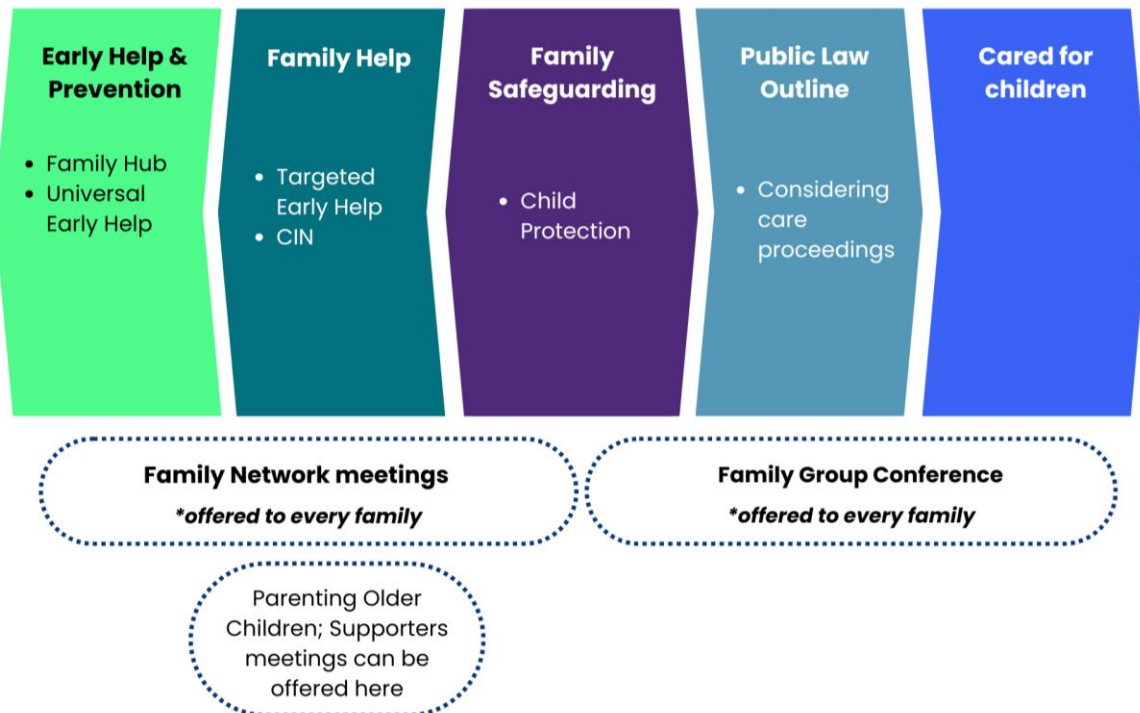 Early Help &
Prevention
• Family Hub
• Universal
Early Help
Family Help
• Targeted
Early Help
• CIN
Family
Safeguarding
• Child
Protection
Public Law
Outline
• Considering
care
proceedings
Cared for
children
Family Network meetings
*offered to every family
Family Group Conference
*offered to every family
Parenting Older
Children; Supporters
meetings can be
offered here